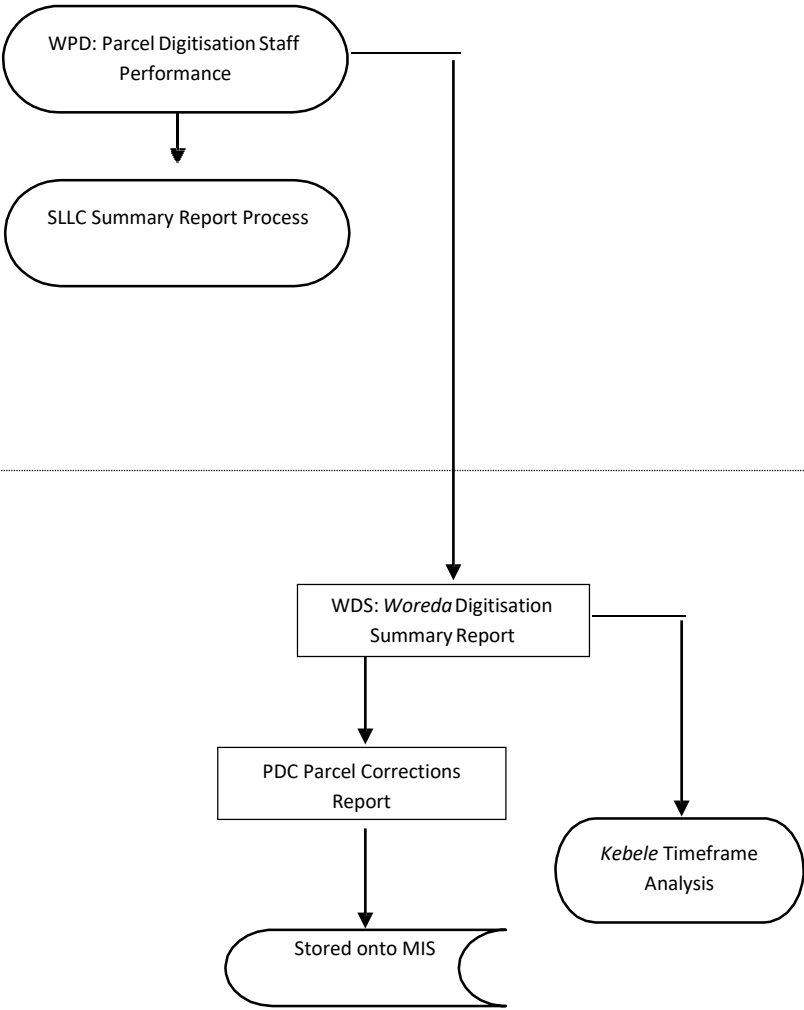 WPD: Parcel Digitisation Staff
Performance
SLLC Summary Report Process
WDS: Woreda Digitisation
Summary Report
PDC Parcel Corrections
Report
Kebele Timeframe
Analysis
Stored onto MIS